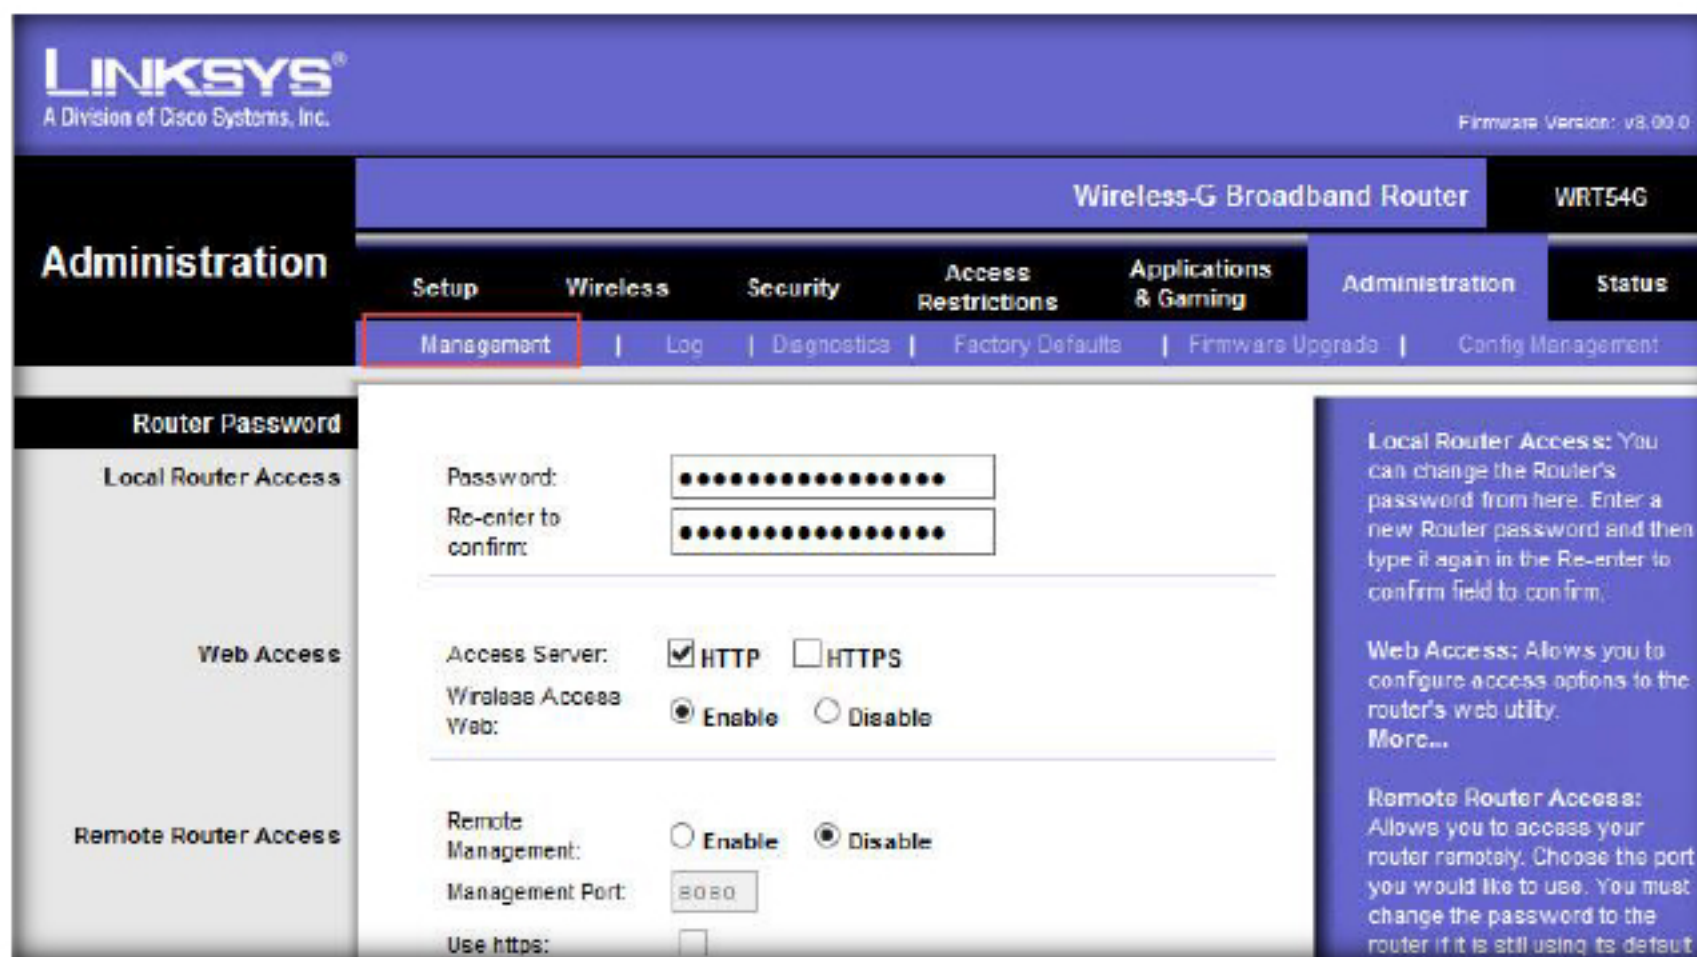 LINKSYS®
A Division of Cisco Systems, Inc.
Firmware Version: v8.00.0
Wireless-G Broadband Router WRT54G
Administration
Setup Wireless Security Access Restrictions Applications & Gaming Administration Status
Management | Log | Diagnostics | Factory Defaults | Firmware Upgrade | Config Management
Router Password
Local Router Access
Password:
Re-enter to
confirm:
Web Access
Access Server: HTTP HTTPS
Wireless Access
Web:
Enable Disable
Remote Router Access
Remote
Management:
Enable Disable
Management Port: 8080
Use https:
Local Router Access: You
can change the Router's
password from here. Enter a
new Router password and then
type it again in the Re-enter to
confirm field to confirm.
Web Access: Allows you to
configure access options to the
router's web utility.
More...
Remote Router Access:
Allows you to access your
router remotely. Choose the port
you would like to use. You must
change the password to the
router if it is still using its default